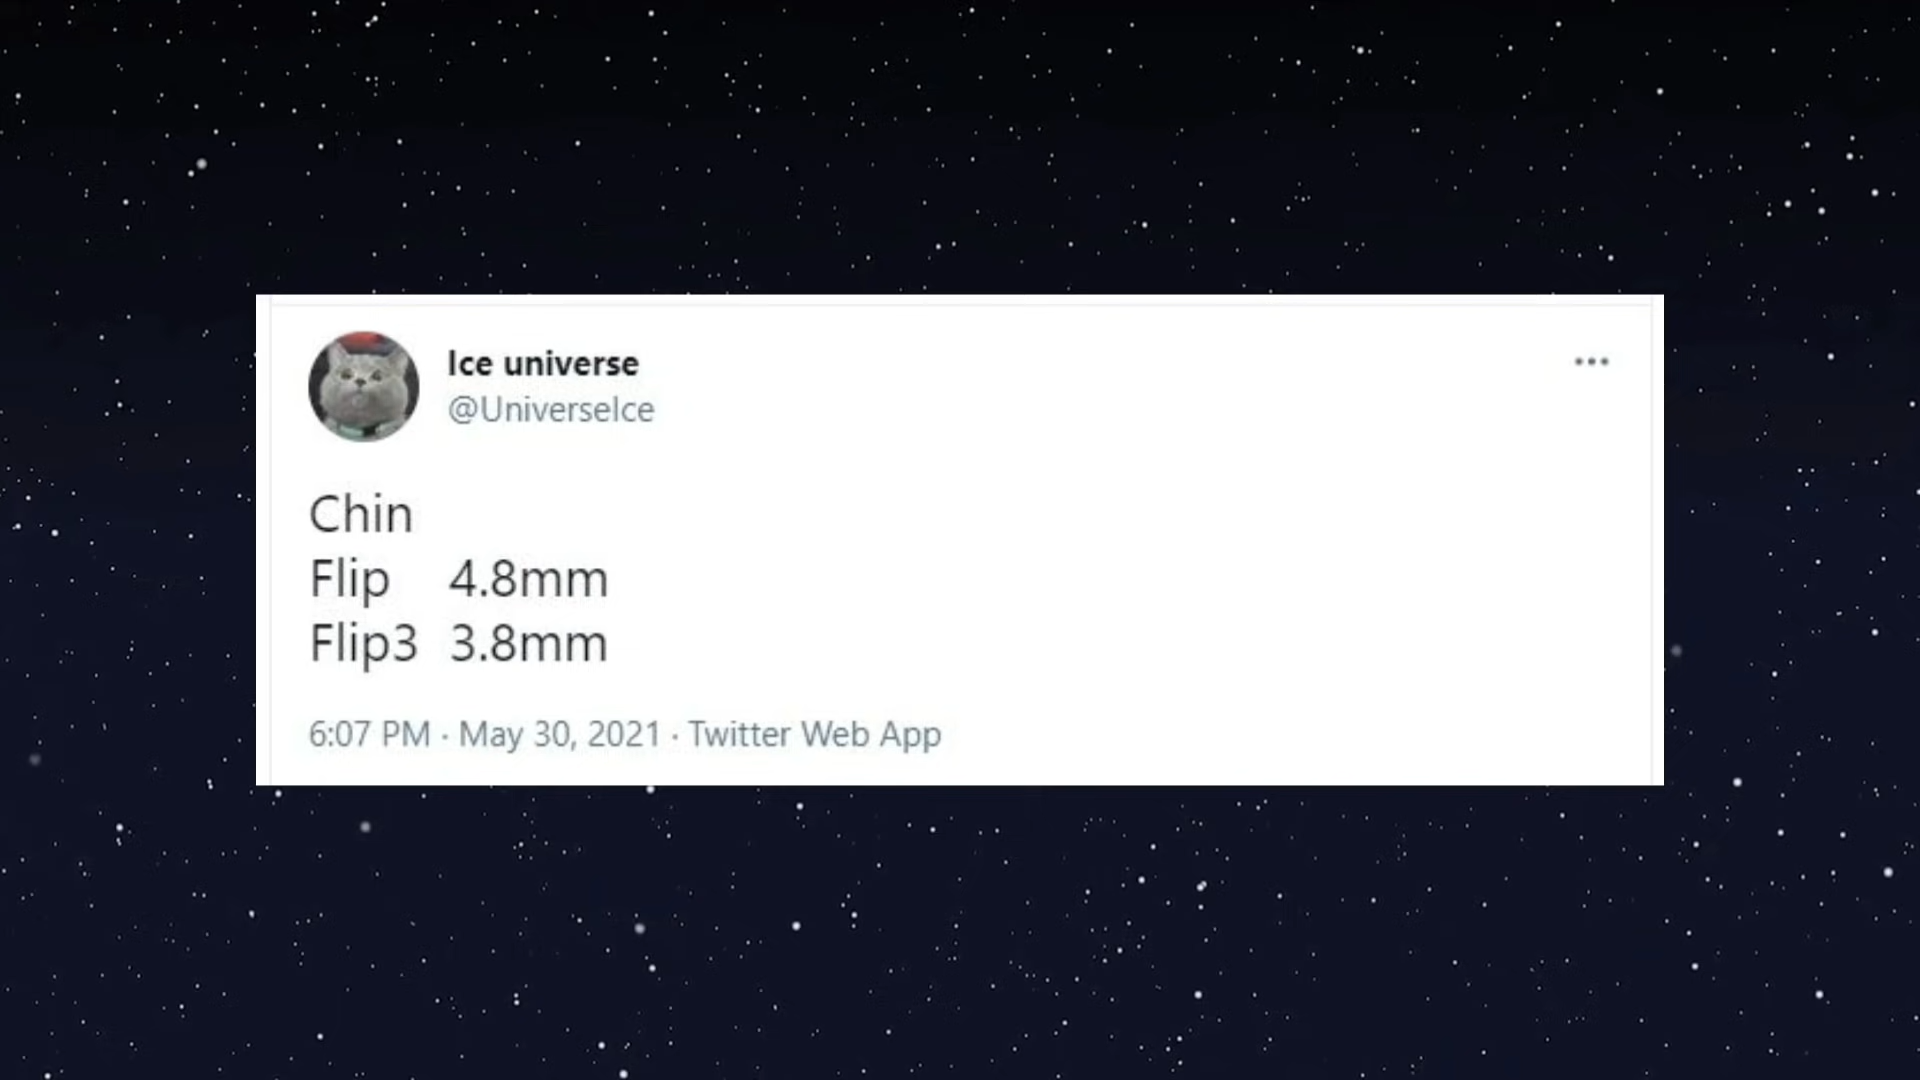 Ice universe
@UniverseIce
Chin
Flip 4.8mm
Flip3 3.8mm
6:07 PM · May 30, 2021 · Twitter Web App